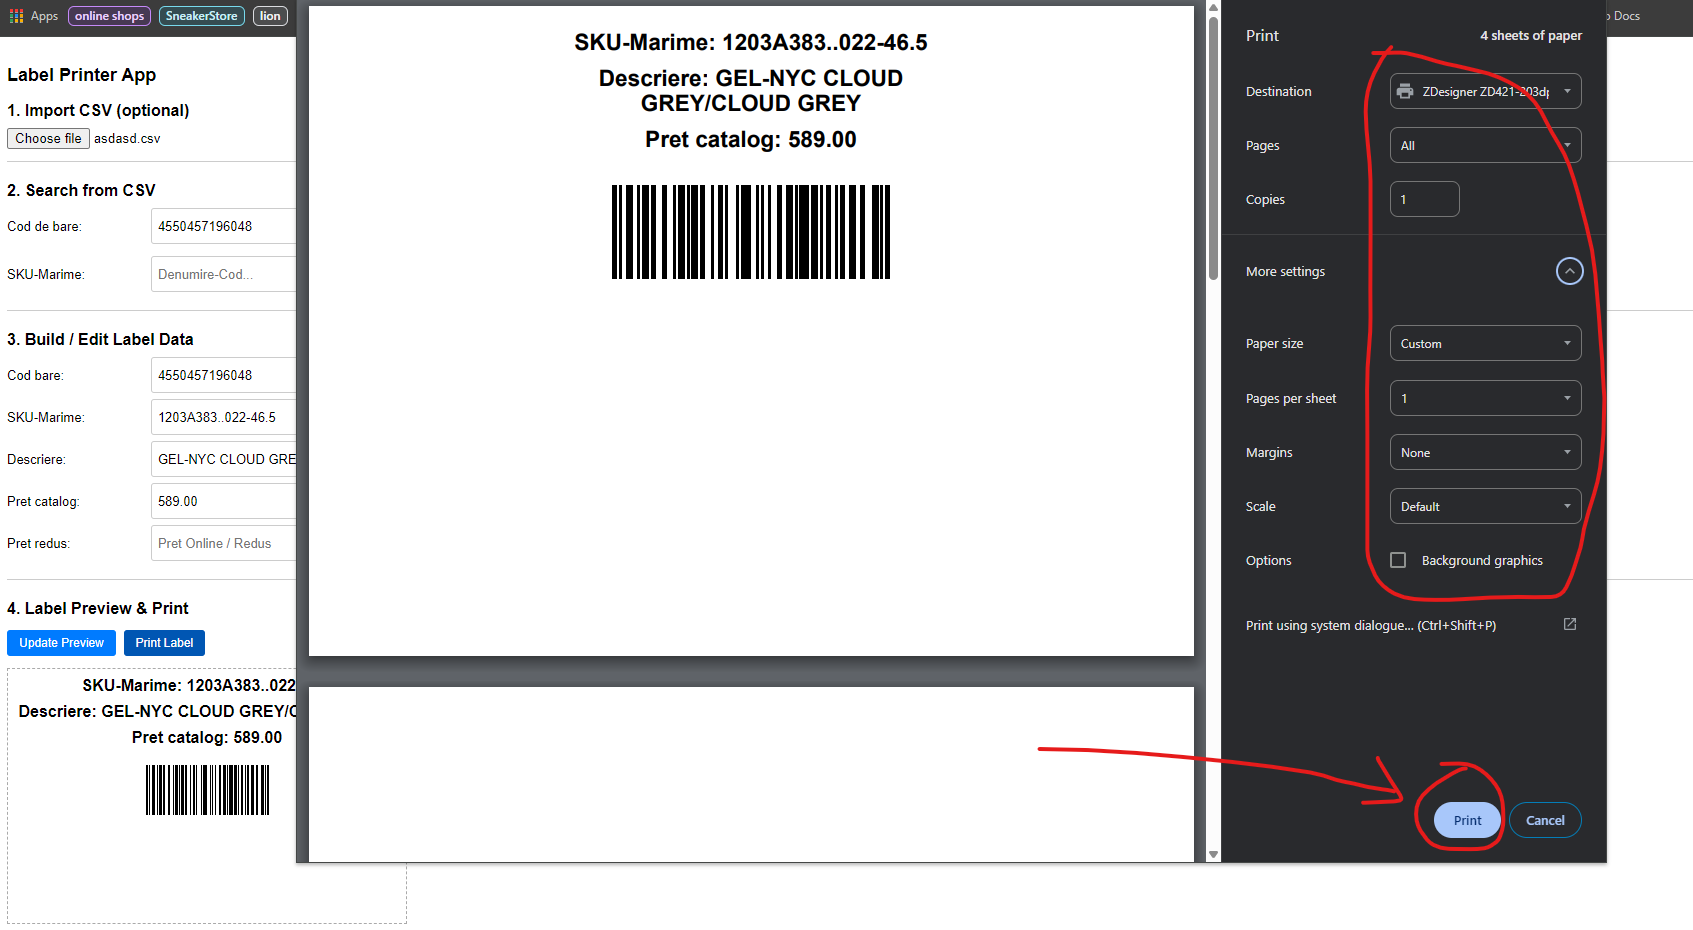 Apps online shops SneakerStore lion
Docs
Label Printer App
1. Import CSV (optional)
Choose file asdasd.csv
2. Search from CSV
Cod de bare: 4550457196048
SKU-Marime: Denumire-Cod...
3. Build / Edit Label Data
Cod bare: 4550457196048
SKU-Marime: 1203A383..022-46.5
Descriere: GEL-NYC CLOUD GRE
Pret catalog: 589.00
Pret redus: Pret Online / Redus
4. Label Preview & Print
Update Preview Print Label
SKU-Marime: 1203A383..022
Descriere: GEL-NYC CLOUD GREY/
Pret catalog: 589.00
SKU-Marime: 1203A383..022-46.5
Descriere: GEL-NYC CLOUD
GREY/CLOUD GREY
Pret catalog: 589.00
Print 4 sheets of paper
Destination ZDesigner ZD421-203dp
Pages All
Copies 1
More settings
Paper size Custom
Pages per sheet 1
Margins None
Scale Default
Options Background graphics
Print using system dialogue... (Ctrl+Shift+P)
Print Cancel